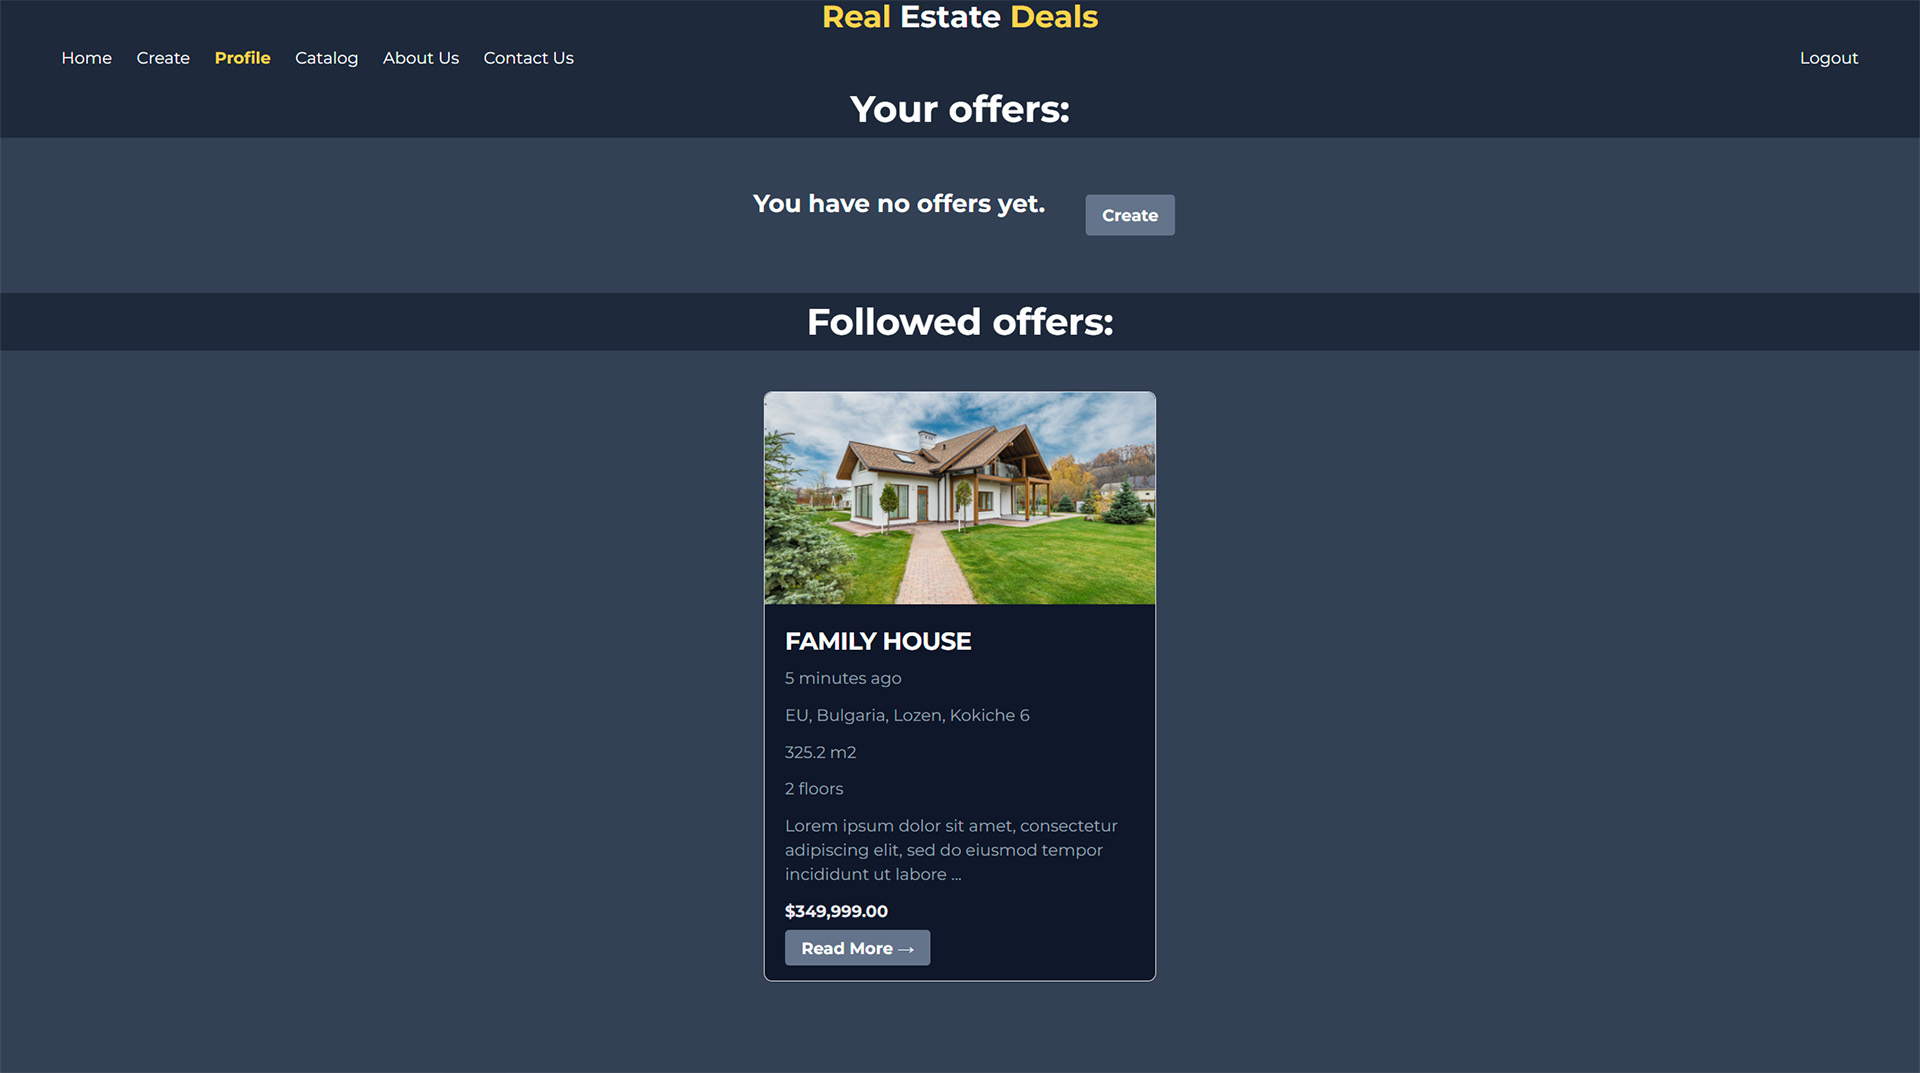 Real Estate Deals
Home Create Profile Catalog About Us Contact Us Logout
Your offers:
You have no offers yet. Create
Followed offers:
FAMILY HOUSE
5 minutes ago
EU, Bulgaria, Lozen, Kokiche 6
325.2 m2
2 floors
Lorem ipsum dolor sit amet, consectetur
adipiscing elit, sed do eiusmod tempor
incididunt ut labore ...
$349,999.00
Read More →